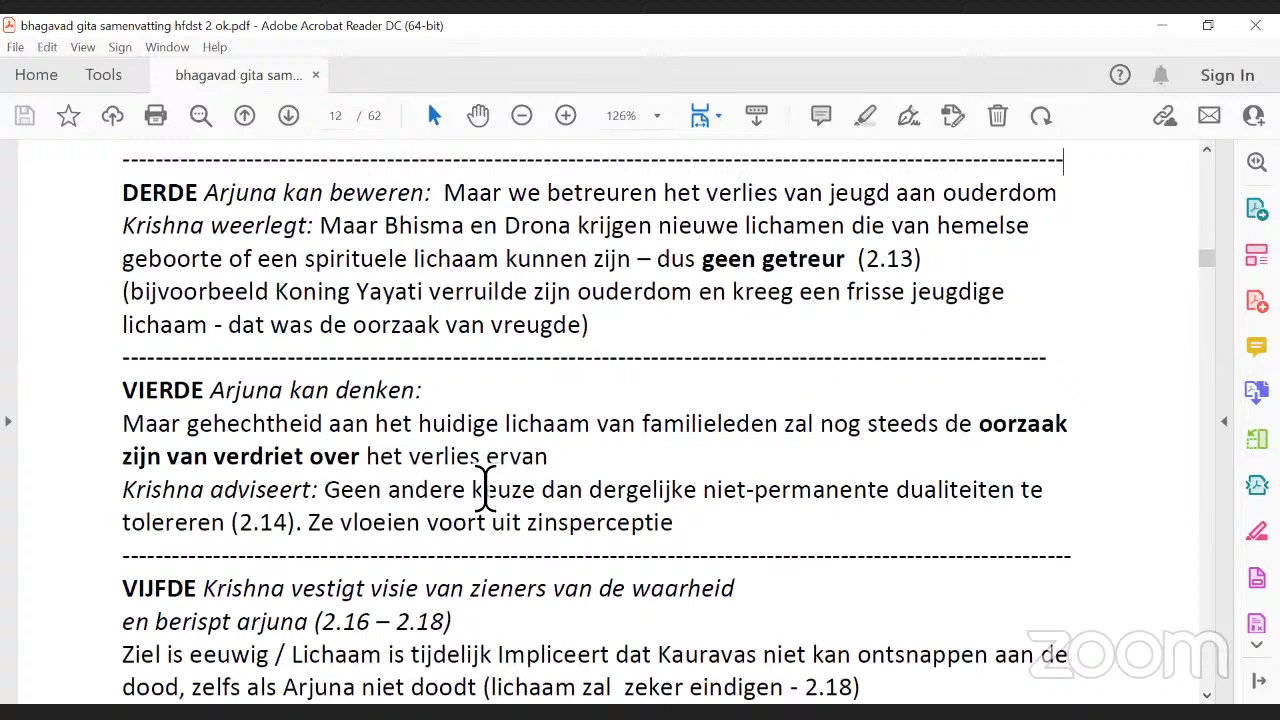 bhagavad gita samenvatting hfdst 2 ok.pdf - Adobe Acrobat Reader DC (64-bit)
File Edit View Sign Window Help
Home Tools bhagavad gita sam... × Sign In
12 / 62 126%
--------------------------------------------------------------------------------------------------------------
DERDE Arjuna kan beweren: Maar we betreuren het verlies van jeugd aan ouderdom
Krishna weerlegt: Maar Bhisma en Drona krijgen nieuwe lichamen die van hemelse
geboorte of een spirituele lichaam kunnen zijn – dus geen getreur (2.13)
(bijvoorbeeld Koning Yayati verruilde zijn ouderdom en kreeg een frisse jeugdige
lichaam - dat was de oorzaak van vreugde)
--------------------------------------------------------------------------------------------------------------
VIERDE Arjuna kan denken:
Maar gehechtheid aan het huidige lichaam van familieleden zal nog steeds de oorzaak
zijn van verdriet over het verlies ervan
Krishna adviseert: Geen andere keuze dan dergelijke niet-permanente dualiteiten te
tolereren (2.14). Ze vloeien voort uit zinsperceptie
--------------------------------------------------------------------------------------------------------------
VIJFDE Krishna vestigt visie van zieners van de waarheid
en berispt arjuna (2.16 – 2.18)
Ziel is eeuwig / Lichaam is tijdelijk Impliceert dat Kauravas niet kan ontsnappen aan de
dood, zelfs als Arjuna niet doodt (lichaam zal zeker eindigen - 2.18)
zoom